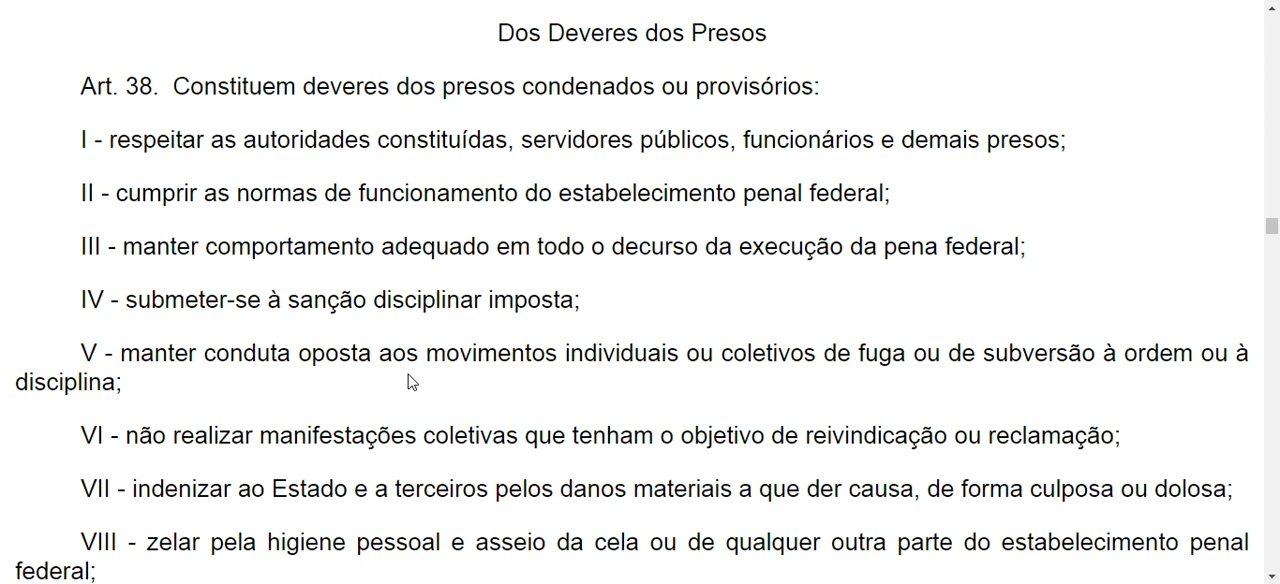 Dos Deveres dos Presos
Art. 38.  Constituem deveres dos presos condenados ou provisórios:
I - respeitar as autoridades constituídas, servidores públicos, funcionários e demais presos;
II - cumprir as normas de funcionamento do estabelecimento penal federal;
III - manter comportamento adequado em todo o decurso da execução da pena federal;
IV - submeter-se à sanção disciplinar imposta;
V - manter conduta oposta aos movimentos individuais ou coletivos de fuga ou de subversão à ordem ou à
disciplina;
VI - não realizar manifestações coletivas que tenham o objetivo de reivindicação ou reclamação;
VII - indenizar ao Estado e a terceiros pelos danos materiais a que der causa, de forma culposa ou dolosa;
VIII - zelar pela higiene pessoal e asseio da cela ou de qualquer outra parte do estabelecimento penal
federal;